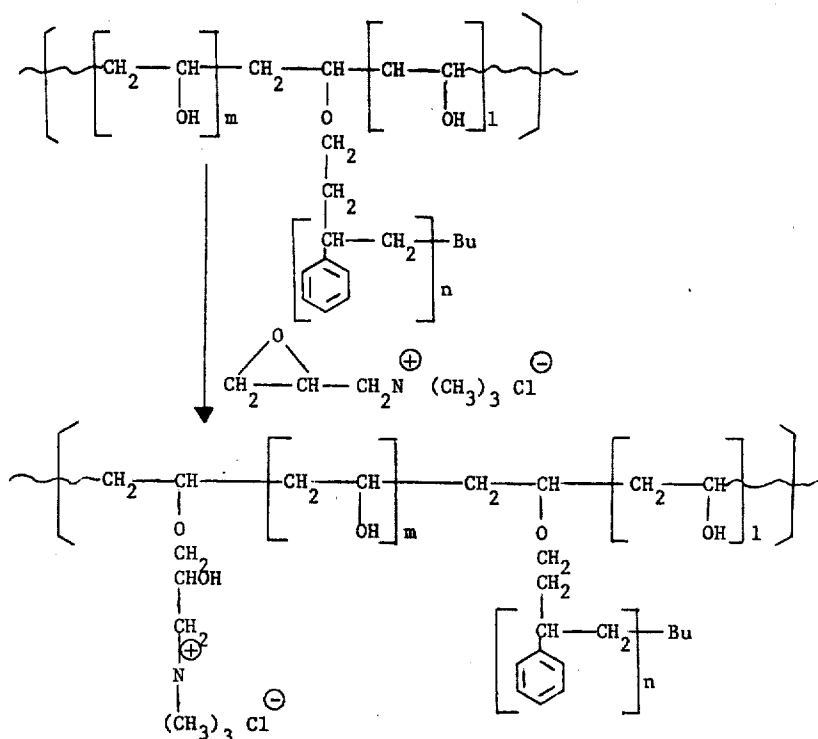 CH2 CH CH2 CH CH CH
OH m O OH l
CH2
CH2
CH CH2 Bu
n
O
CH2 CH CH2N ⊕ (CH3)3 Cl ⊖
CH2 CH CH2 CH CH2 CH CH2 CH
O OH m O OH l
CH2 CH2
CHOH CH2
CH2 CH CH2 Bu
⊕ n
N
(CH3)3 Cl ⊖